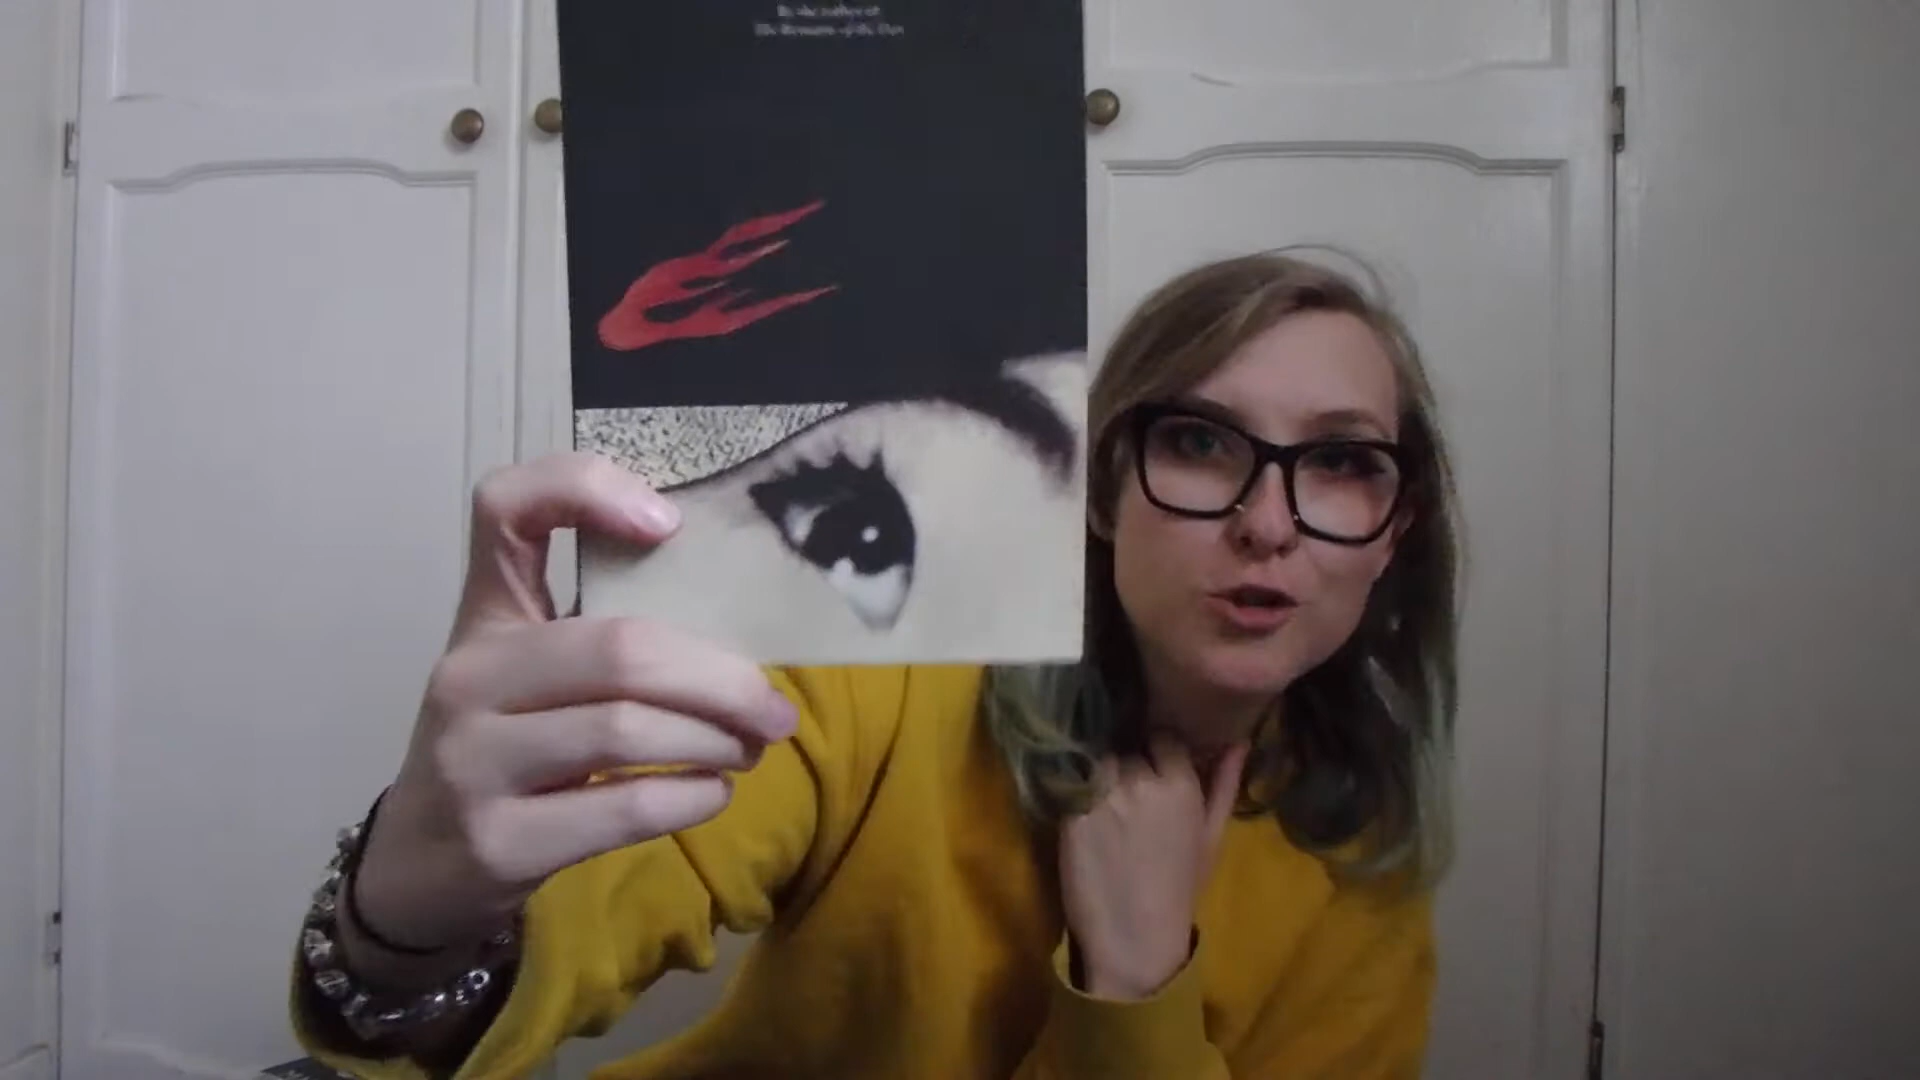 By the author of
The Remains of the Day